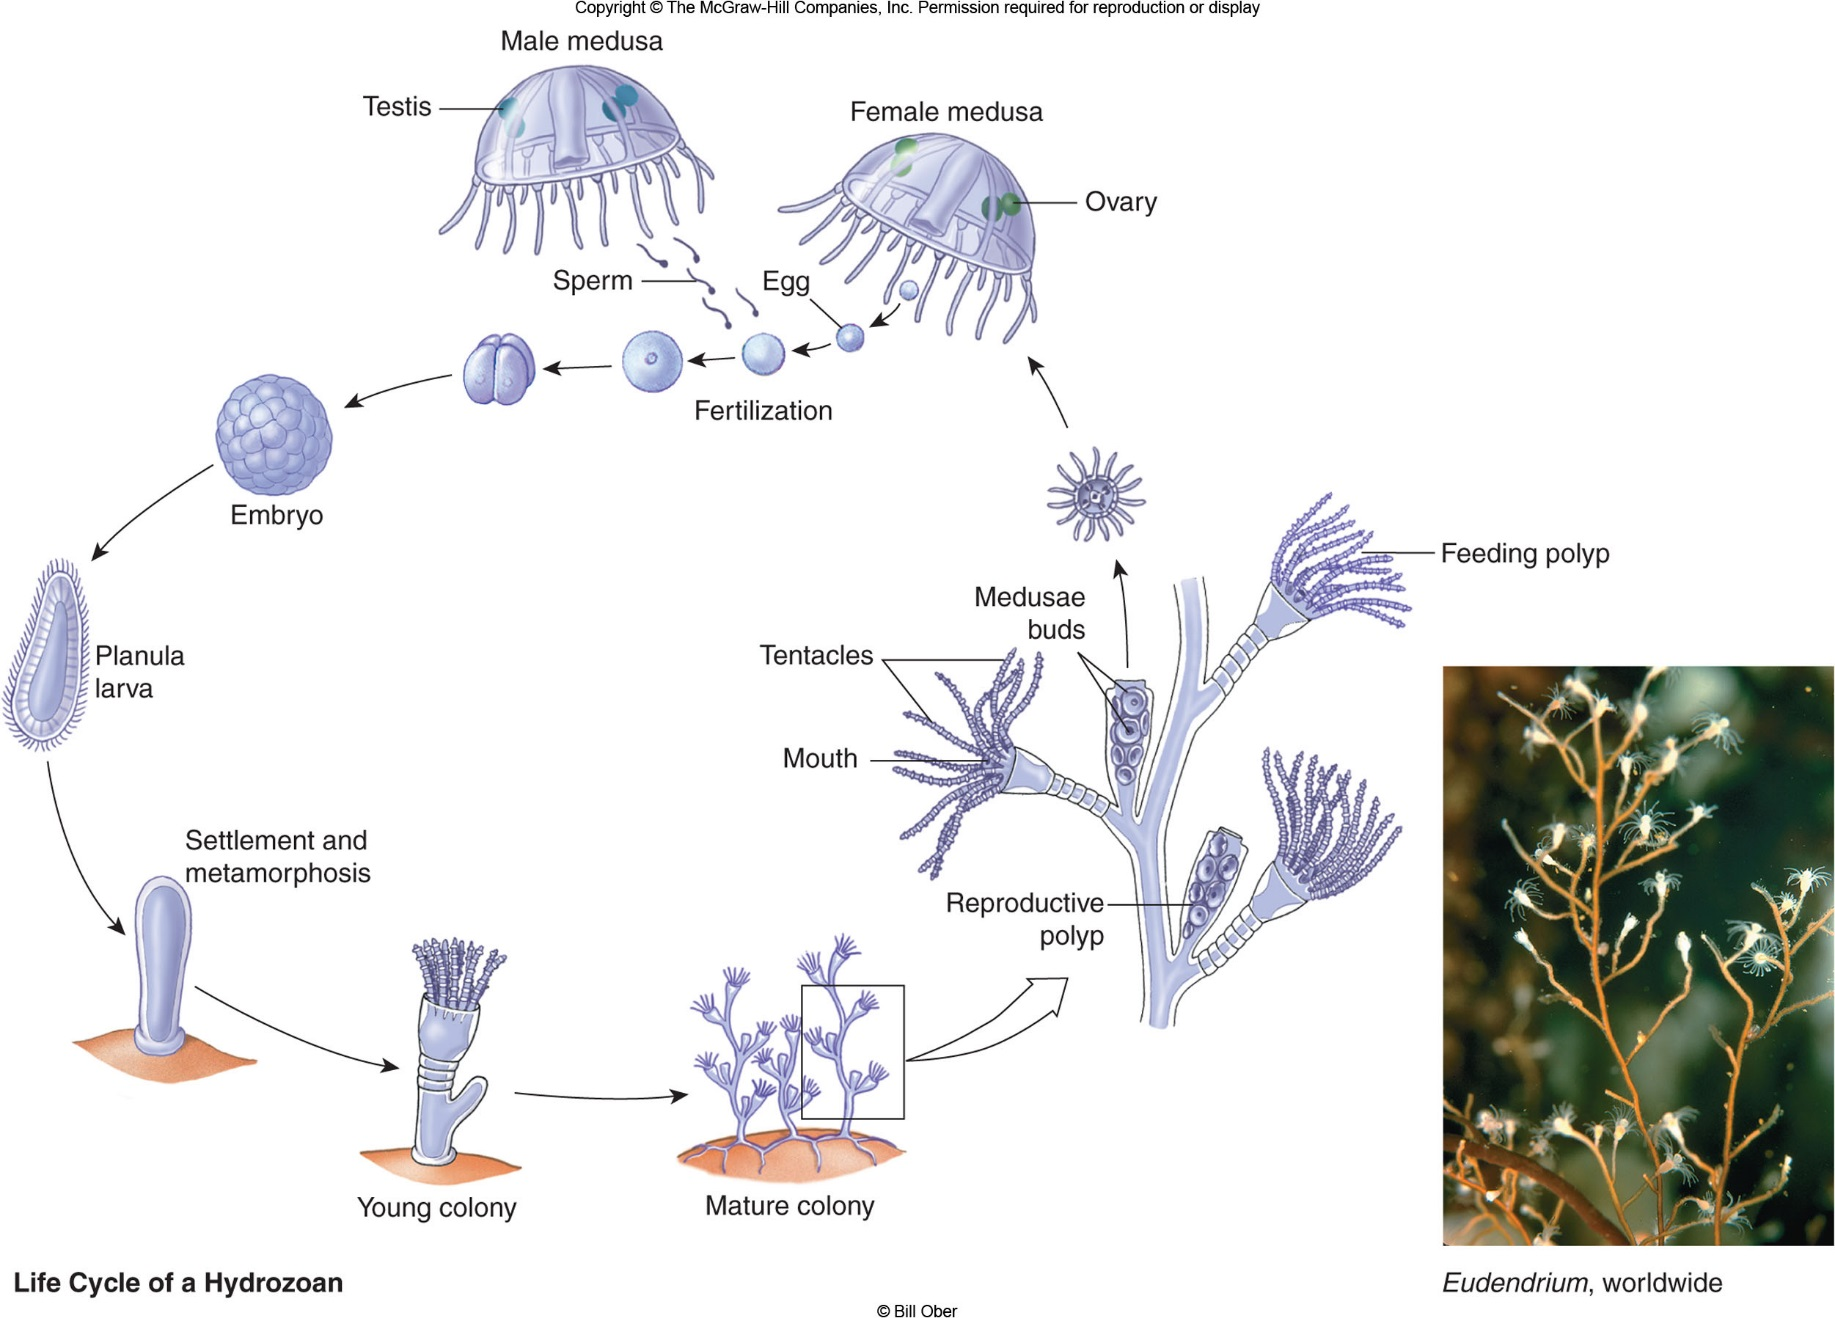 Copyright © The McGraw-Hill Companies, Inc. Permission required for reproduction or display
Male medusa
Testis
Female medusa
Ovary
Sperm
Egg
Fertilization
Embryo
Feeding polyp
Medusae
buds
Tentacles
Planula
larva
Mouth
Settlement and
metamorphosis
Reproductive
polyp
Young colony
Mature colony
Life Cycle of a Hydrozoan
Eudendrium, worldwide
© Bill Ober